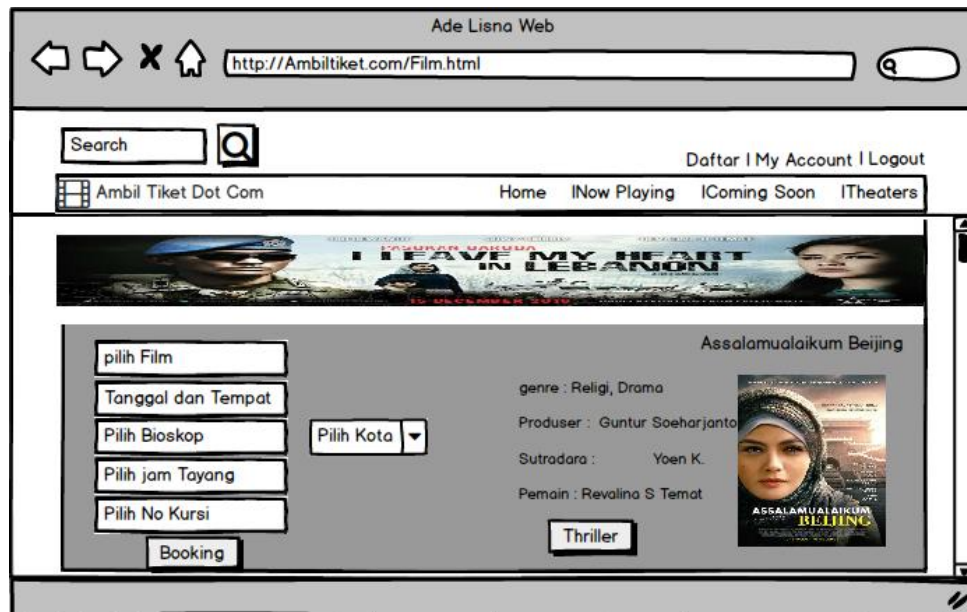 Ade Lisna Web
http://Ambiltiket.com/Film.html
Search
Daftar I My Account I Logout
Ambil Tiket Dot Com
Home INow Playing IComing Soon ITheaters
PASUKAN GARUDA
I LEAVE MY HEART
IN LEBANON
15 DECEMBER 2016
Assalamualaikum Beijing
pilih Film
Tanggal dan Tempat
Pilih Bioskop
Pilih jam Tayang
Pilih No Kursi
Booking
Pilih Kota
genre : Religi, Drama
Produser : Guntur Soeharjanto
Sutradara : Yoen K.
Pemain : Revalina S Temat
Thriller
ASSALAMUALAIKUM
BEIJING